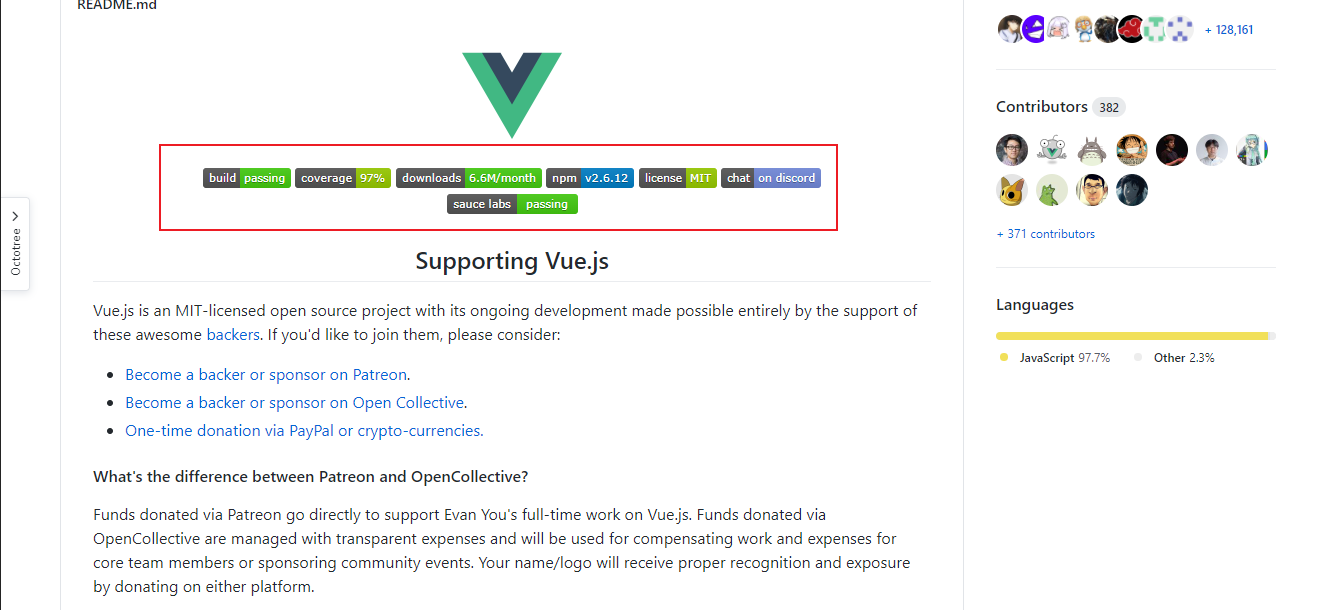 README.md
build passing coverage 97% downloads 6.6M/month npm v2.6.12 license MIT chat on discord
sauce labs passing
Supporting Vue.js
Vue.js is an MIT-licensed open source project with its ongoing development made possible entirely by the support of
these awesome backers. If you'd like to join them, please consider:
Become a backer or sponsor on Patreon.
Become a backer or sponsor on Open Collective.
One-time donation via PayPal or crypto-currencies.
What's the difference between Patreon and OpenCollective?
Funds donated via Patreon go directly to support Evan You's full-time work on Vue.js. Funds donated via
OpenCollective are managed with transparent expenses and will be used for compensating work and expenses for
core team members or sponsoring community events. Your name/logo will receive proper recognition and exposure
by donating on either platform.
Octotree
+ 128,161
Contributors 382
+ 371 contributors
Languages
JavaScript 97.7% Other 2.3%